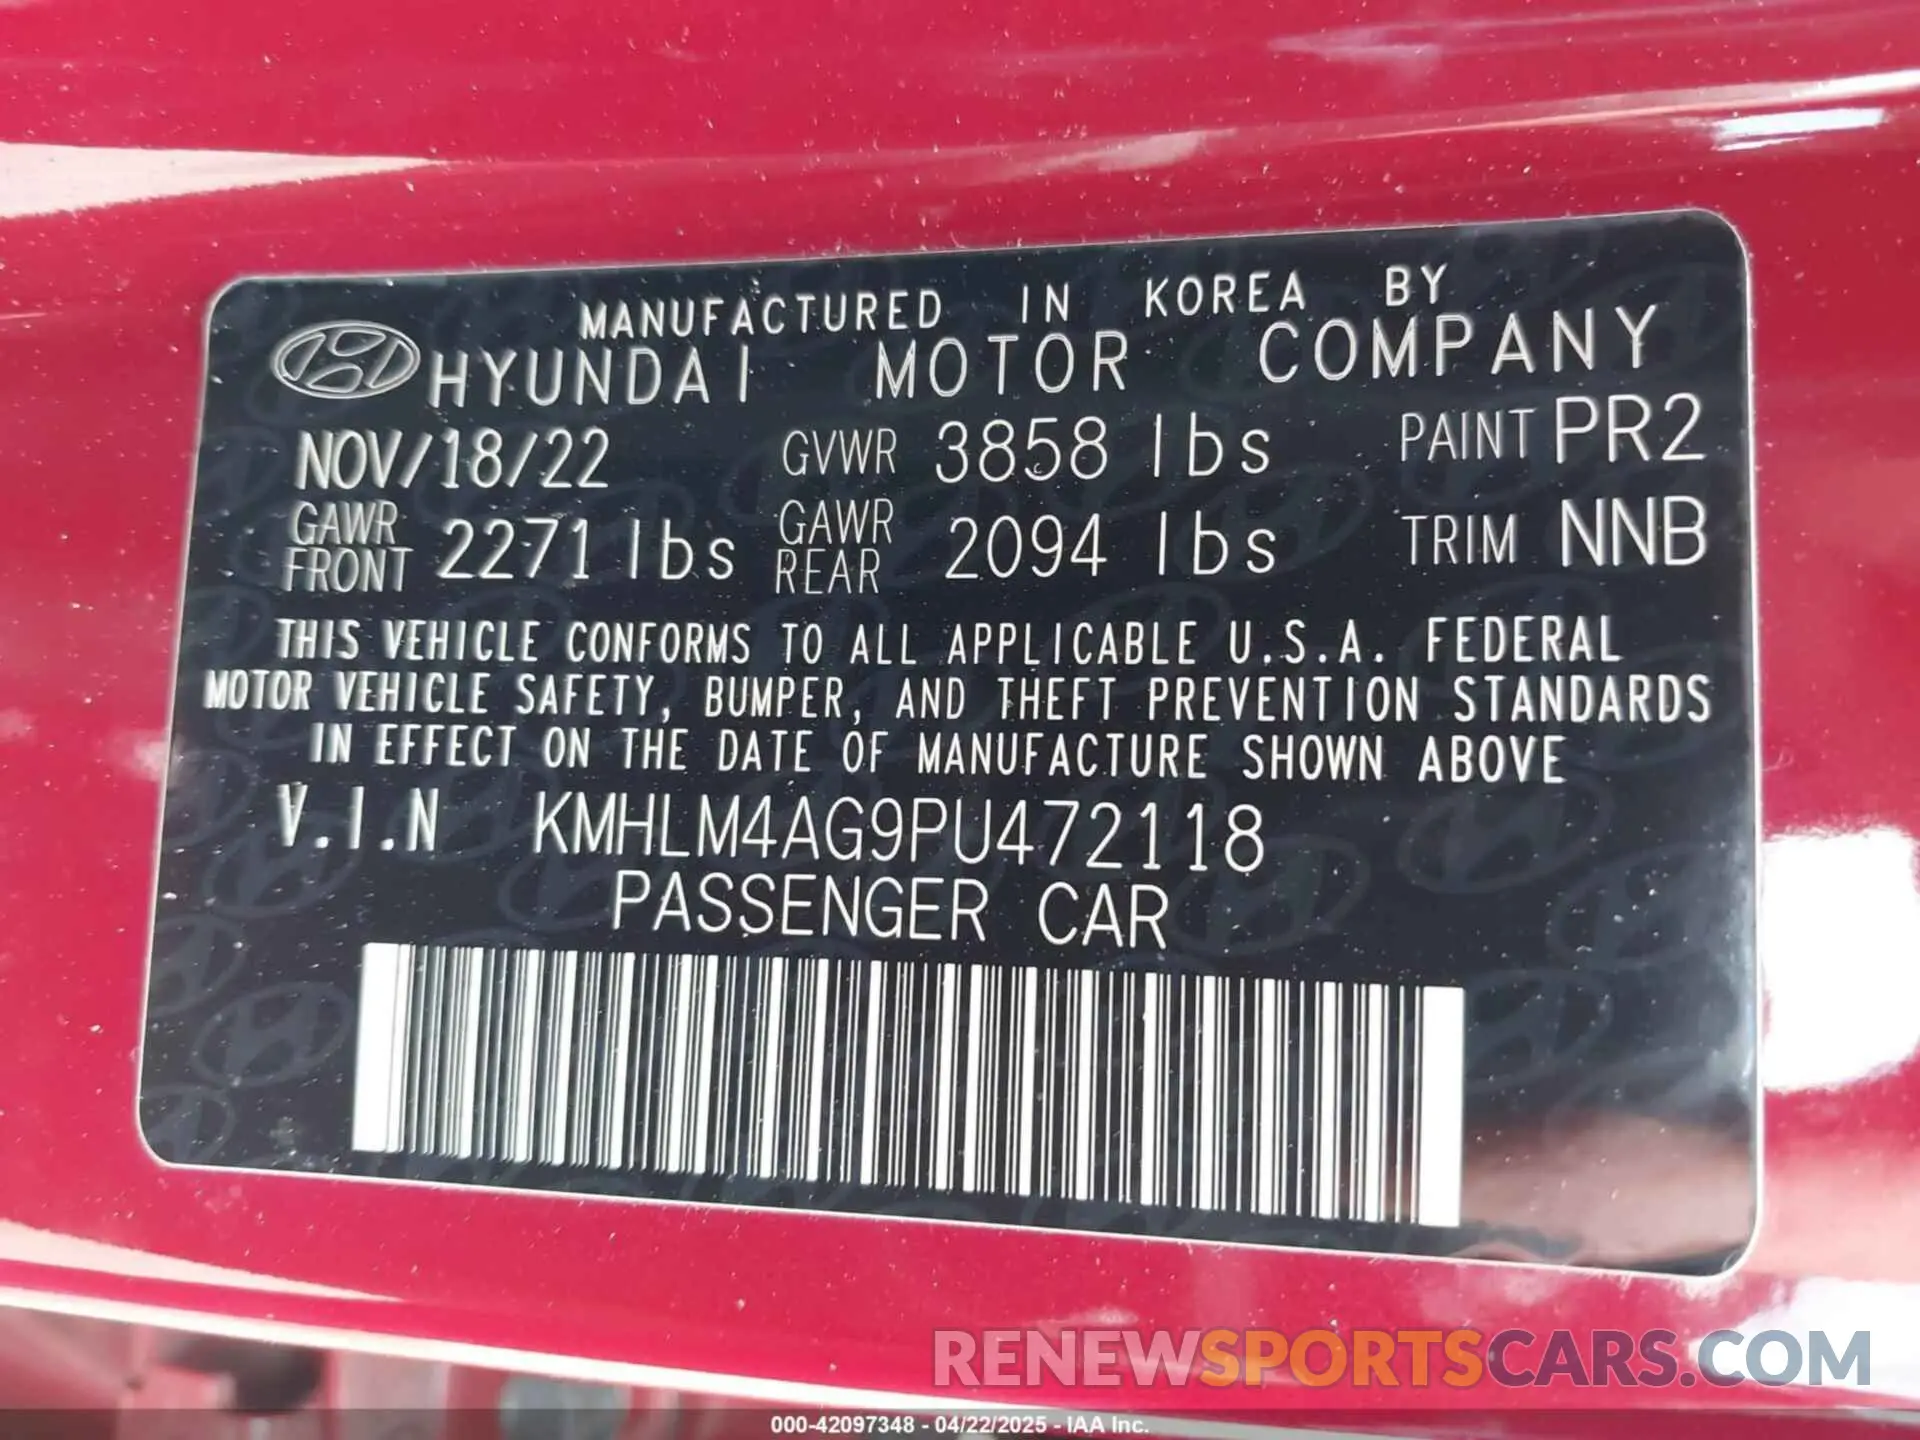 MANUFACTURED IN KOREA BY
HYUNDAI MOTOR COMPANY
NOV/18/22 GVWR 3858 lbs PAINT PR2
GAWR FRONT 2271 lbs GAWR REAR 2094 lbs TRIM NNB
THIS VEHICLE CONFORMS TO ALL APPLICABLE U.S.A. FEDERAL
MOTOR VEHICLE SAFETY, BUMPER, AND THEFT PREVENTION STANDARDS
IN EFFECT ON THE DATE OF MANUFACTURE SHOWN ABOVE
V.I.N KMHLM4AG9PU472118
PASSENGER CAR
RENEWSPORTSCARS.COM
000-42097348 - 04/22/2025 - IAA Inc.